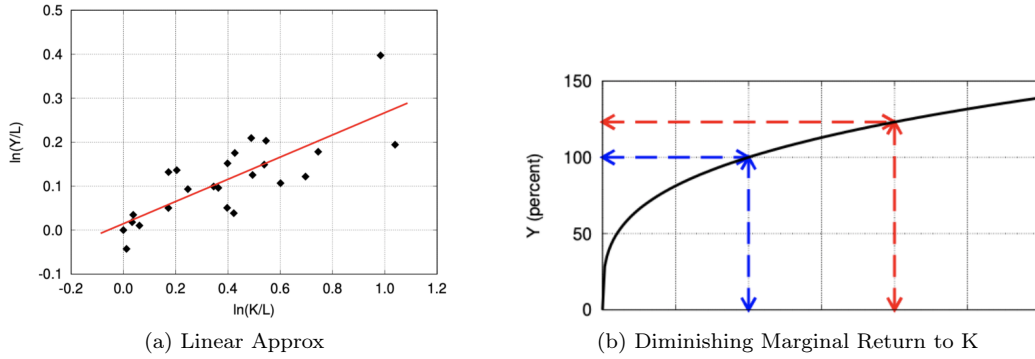 0.5
0.4
0.3
0.2
0.1
0.0
-0.1
ln(Y/L)
-0.2 0.0 0.2 0.4 0.6 0.8 1.0 1.2
ln(K/L)
(a) Linear Approx
150
100
50
0
Y (percent)
(b) Diminishing Marginal Return to K